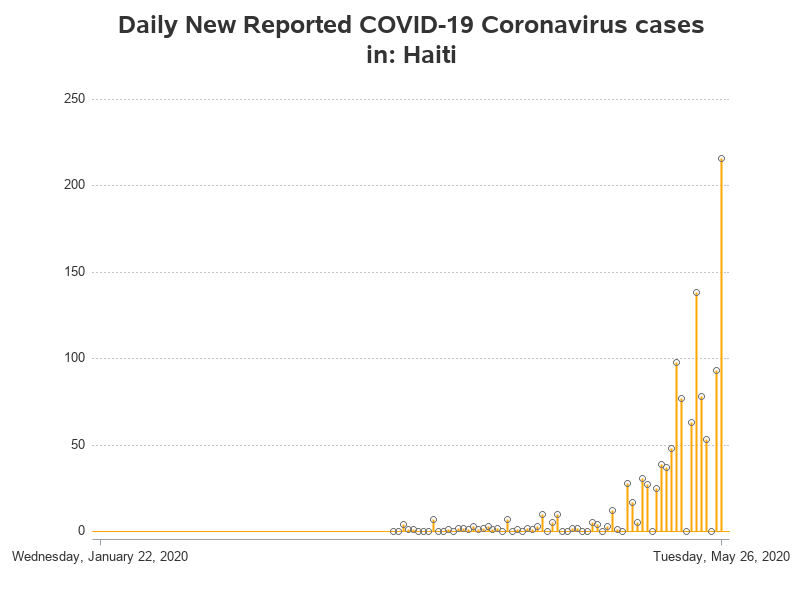 Daily New Reported COVID-19 Coronavirus cases
in: Haiti
250
200
150
100
50
0
Wednesday, January 22, 2020
Tuesday, May 26, 2020